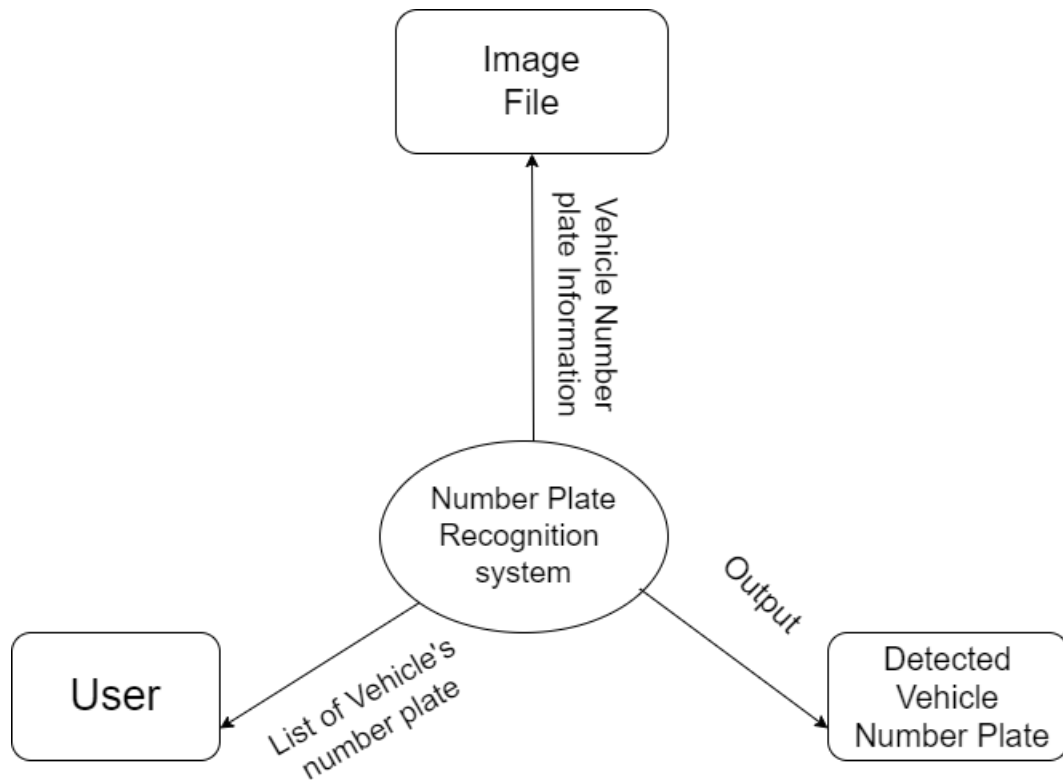 Image
File
Vehicle Number
plate Information
Number Plate
Recognition
system
Output
User
List of Vehicle's
number plate
Detected
Vehicle
Number Plate